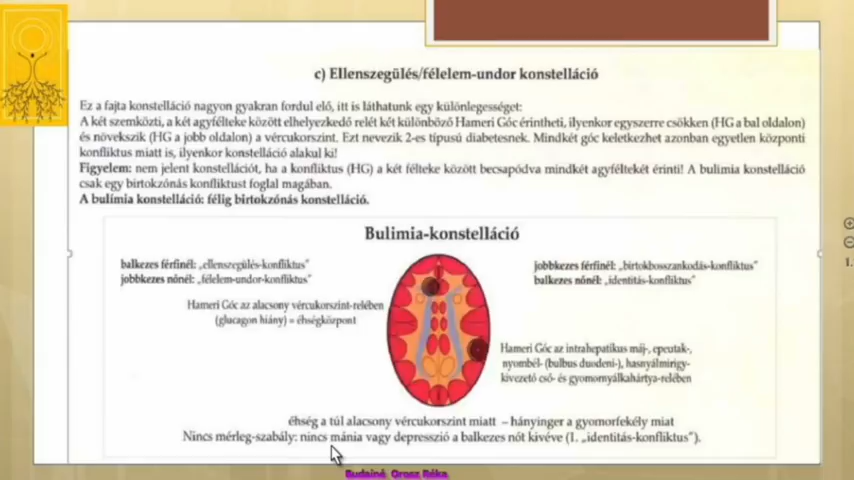 c) Ellenszegülés/félelem-undor konstelláció
Ez a fajta konstelláció nagyon gyakran fordul elő, itt is láthatunk egy különlegességet:
A két szemközti, a két agyfélteke között elhelyezkedő relét két különböző Hameri Góc érintheti, ilyenkor egyszerre csökken (HG a bal oldalon)
és növekszik (HG a jobb oldalon) a vércukorszint. Ezt nevezik 2-es típusú diabetesnek. Mindkét góc keletkezhet azonban egyetlen központi
konfliktus miatt is, ilyenkor konstelláció alakul ki!
Figyelem: nem jelent konstellációt, ha a konfliktus (HG) a két félteke között becsapódva mindkét agyféltekét érinti! A bulimia konstelláció
csak egy birtokzónás konfliktust foglal magában.
A bulímia konstelláció: félig birtokzónás konstelláció.
Bulimia-konstelláció
balkezes férfinél: „ellenszegülés-konfliktus"
jobbkezes nőnél: „félelem-undor-konfliktus"
jobbkezes férfinél: „birtokbosszankodás-konfliktus"
balkezes nőnél: „identitás-konfliktus"
Hameri Góc az alacsony vércukorszint-relében
(glucagon hiány) = éhségközpont
Hameri Góc az intrahepatikus máj-, epeutak-,
nyombél- (bulbus duodeni-), hasnyálmirigy-
kivezető cső- és gyomornyálkahártya-relében
éhség a túl alacsony vércukorszint miatt – hányinger a gyomorfekély miat
Nincs mérleg-szabály: nincs mánia vagy depresszió a balkezes nőt kivéve (1. „identitás-konfliktus").
1.
Budainé Grosz Réka